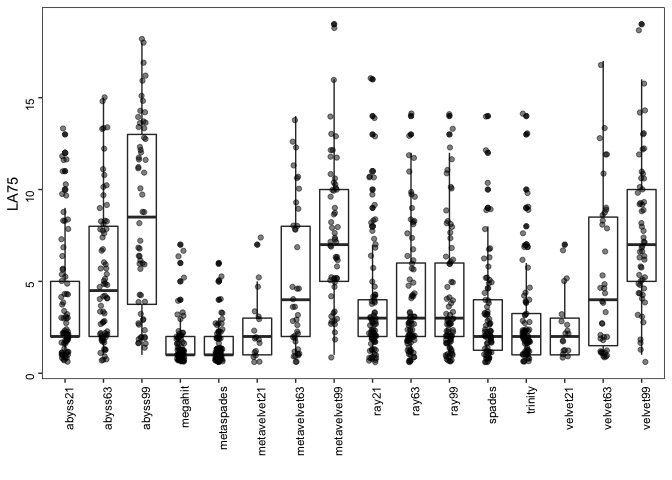 LA75
15
10
5
0
abyss21
abyss63
abyss99
megahit
metaspades
metavelvet21
metavelvet63
metavelvet99
ray21
ray63
ray99
spades
trinity
velvet21
velvet63
velvet99